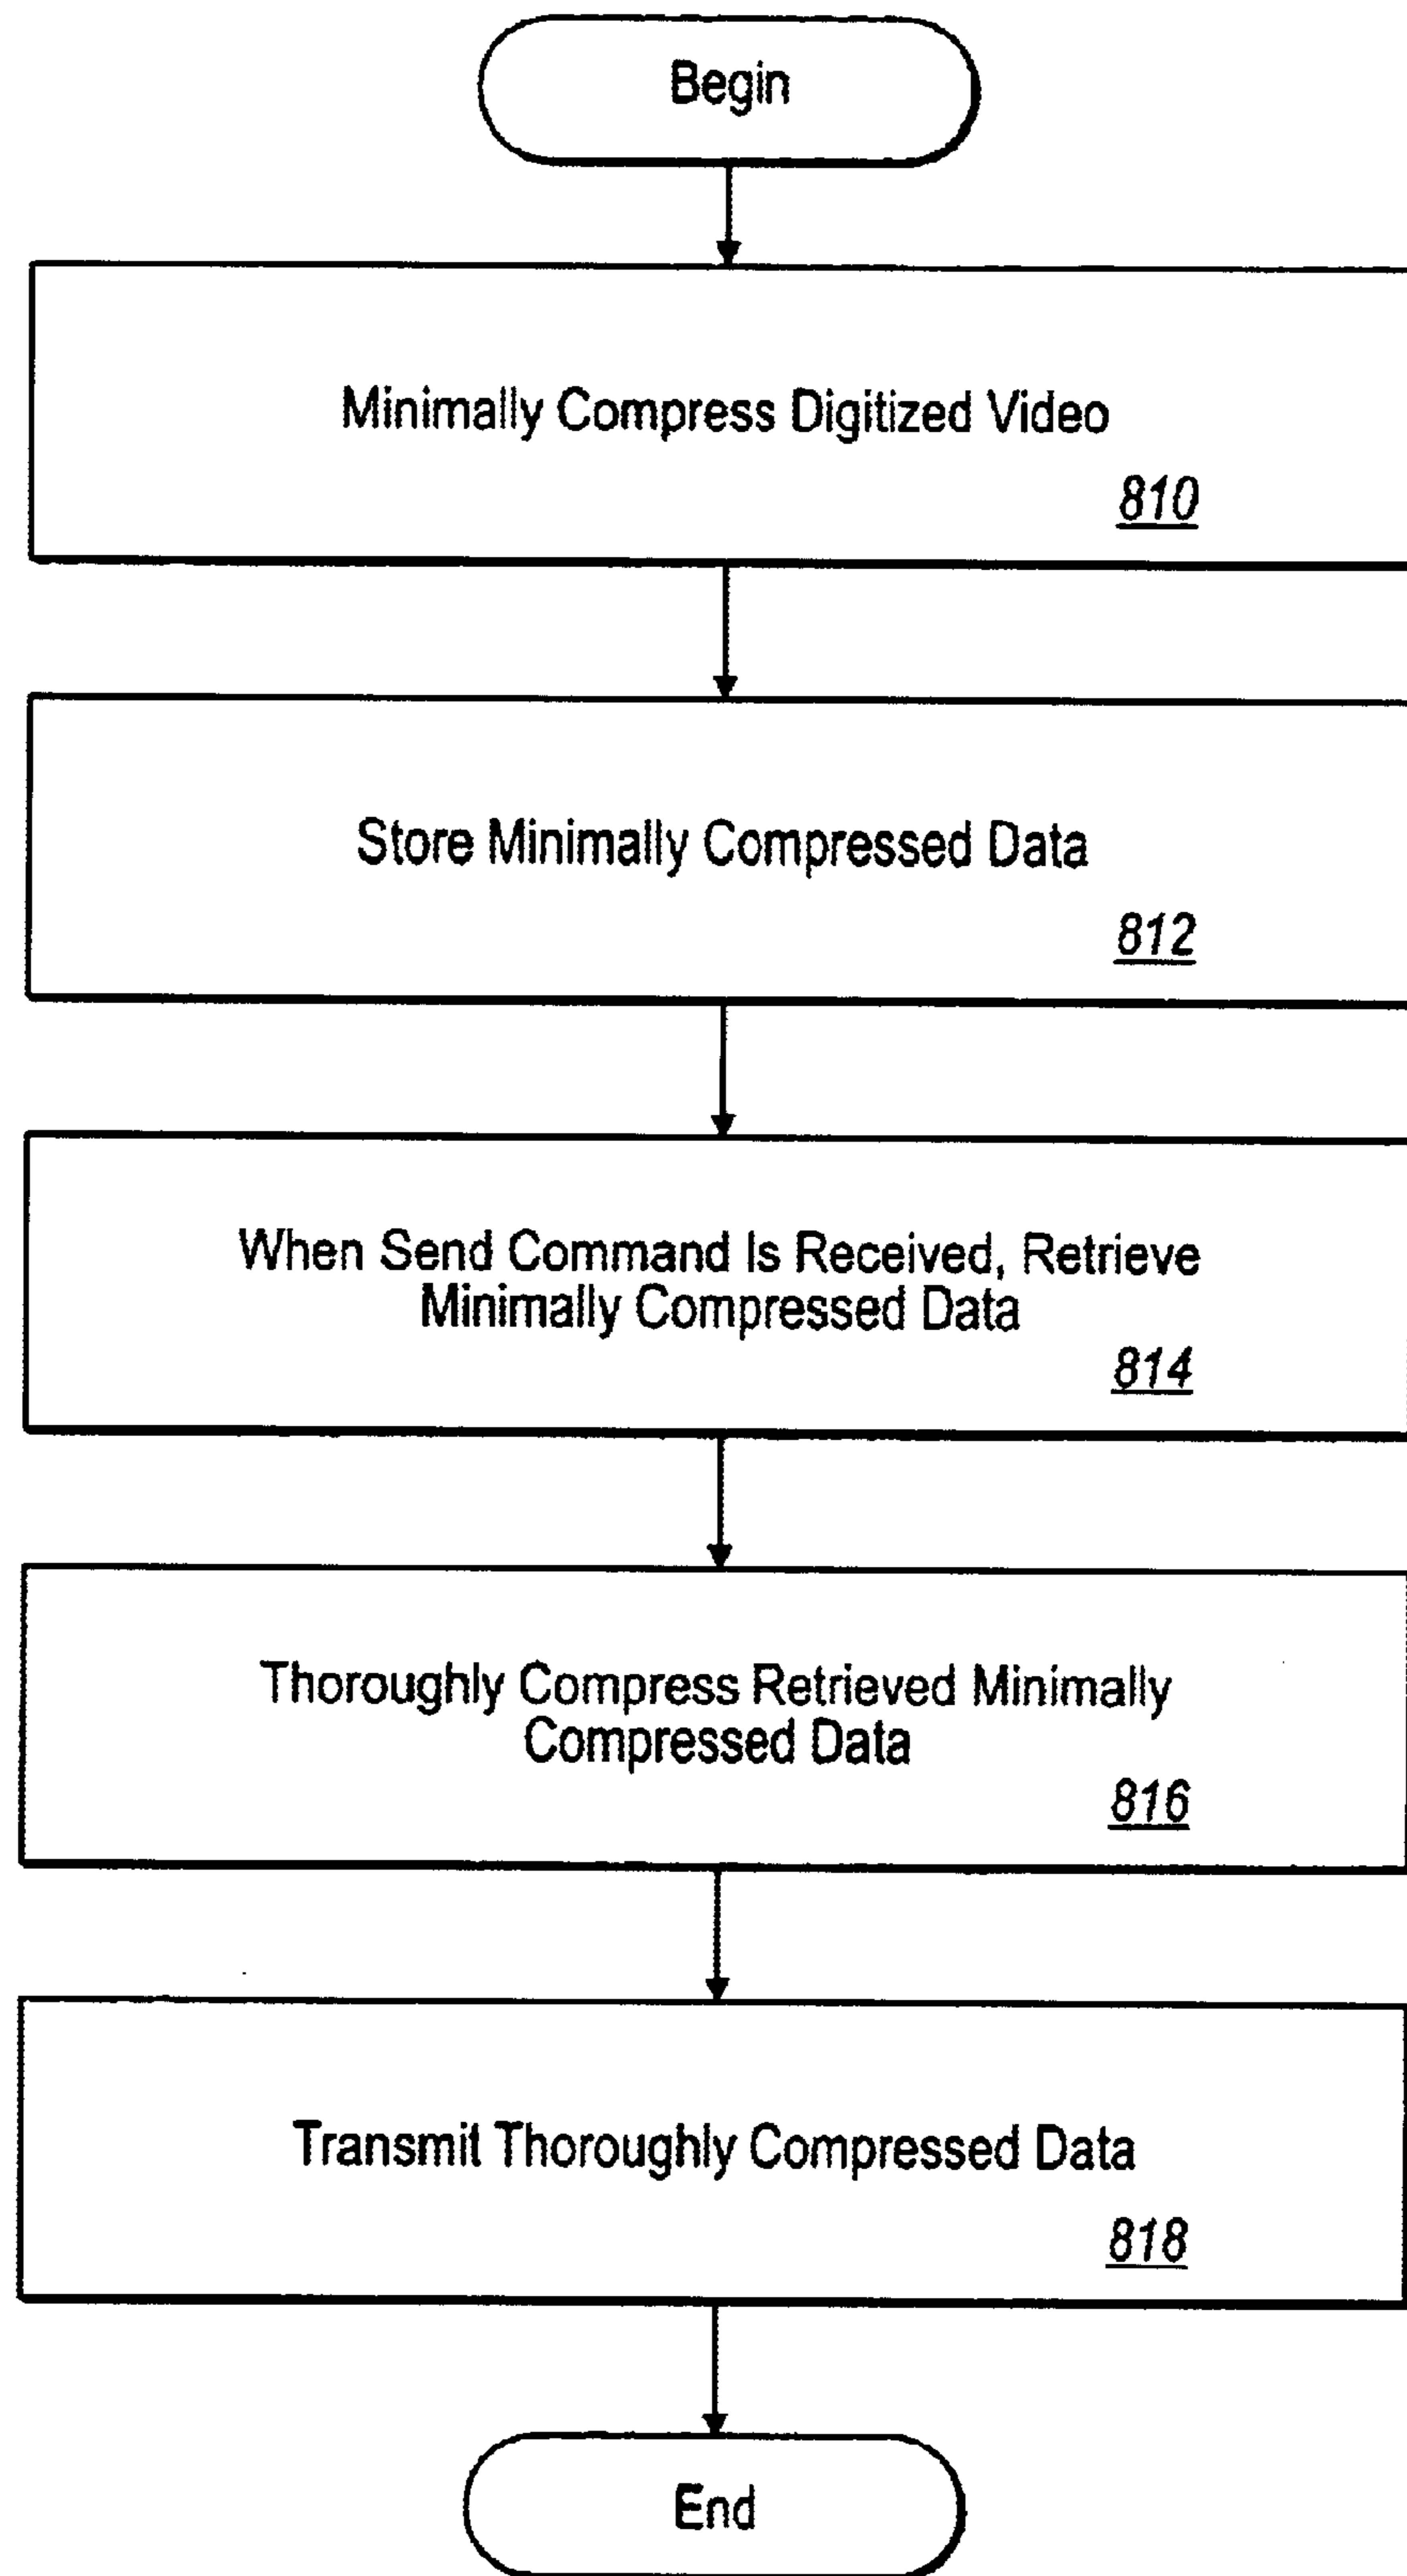 Begin
Minimally Compress Digitized Video
810
Store Minimally Compressed Data
812
When Send Command Is Received, Retrieve
Minimally Compressed Data
814
Thoroughly Compress Retrieved Minimally
Compressed Data
816
Transmit Thoroughly Compressed Data
818
End